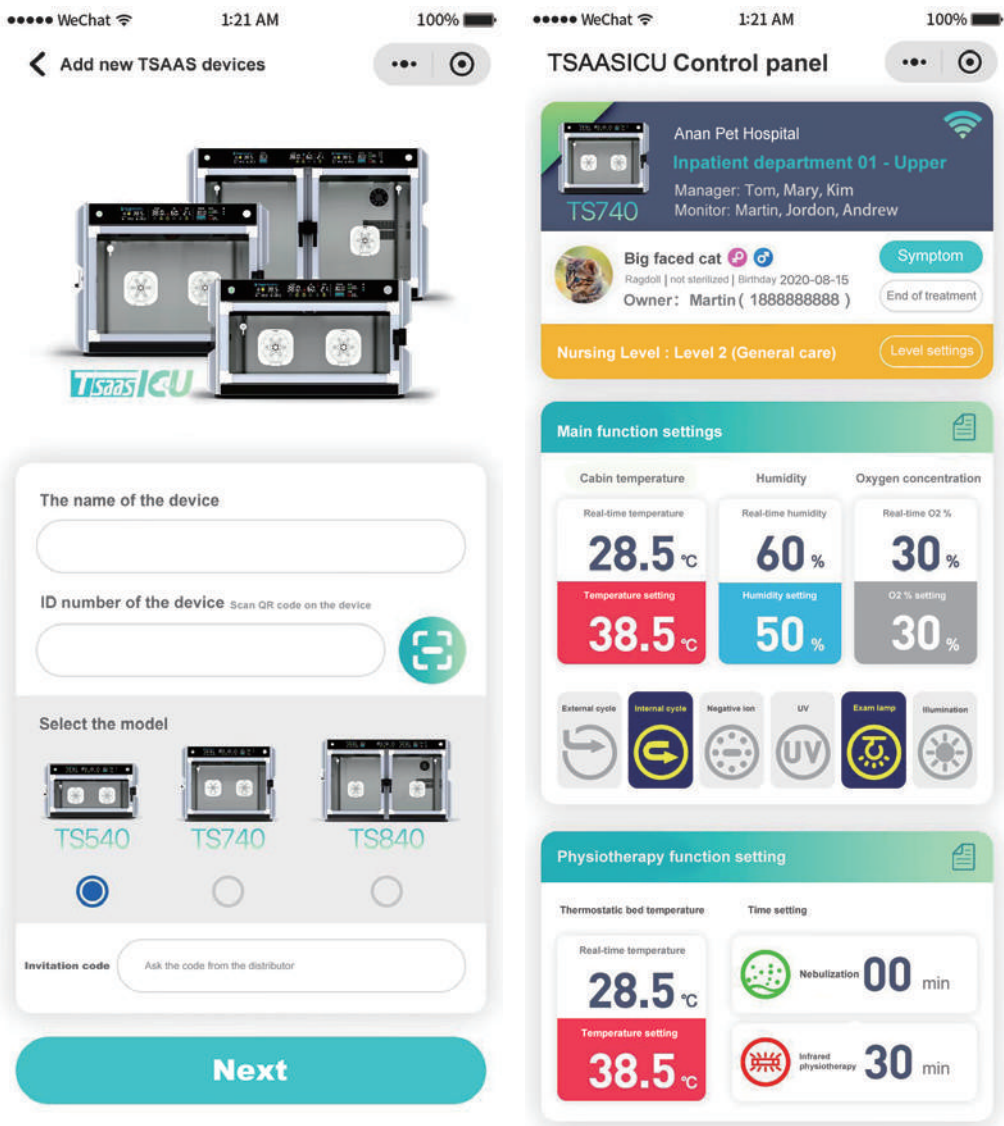 WeChat 1:21 AM 100%
Add new TSAAS devices
Tsaas ICU
The name of the device
ID number of the device Scan QR code on the device
Select the model
TS540 TS740 TS840
Invitation code Ask the code from the distributor
Next
WeChat 1:21 AM 100%
TSAASICU Control panel
Anan Pet Hospital
Inpatient department 01 - Upper
Manager: Tom, Mary, Kim
TS740 Monitor: Martin, Jordon, Andrew
Big faced cat Symptom
Ragdoll | not sterilized | Birthday 2020-08-15
Owner: Martin ( 1888888888 ) End of treatment
Nursing Level : Level 2 (General care) Level settings
Main function settings
Cabin temperature Humidity Oxygen concentration
Real-time temperature Real-time humidity Real-time O2 %
28.5 ℃ 60 % 30 %
Temperature setting Humidity setting O2 % setting
38.5 ℃ 50 % 30 %
External cycle Internal cycle Negative ion UV Exam lamp Illumination
UV
Physiotherapy function setting
Thermostatic bed temperature Time setting
Real-time temperature
28.5 ℃
Nebulization 00 min
Temperature setting
38.5 ℃
Infrared
physiotherapy 30 min